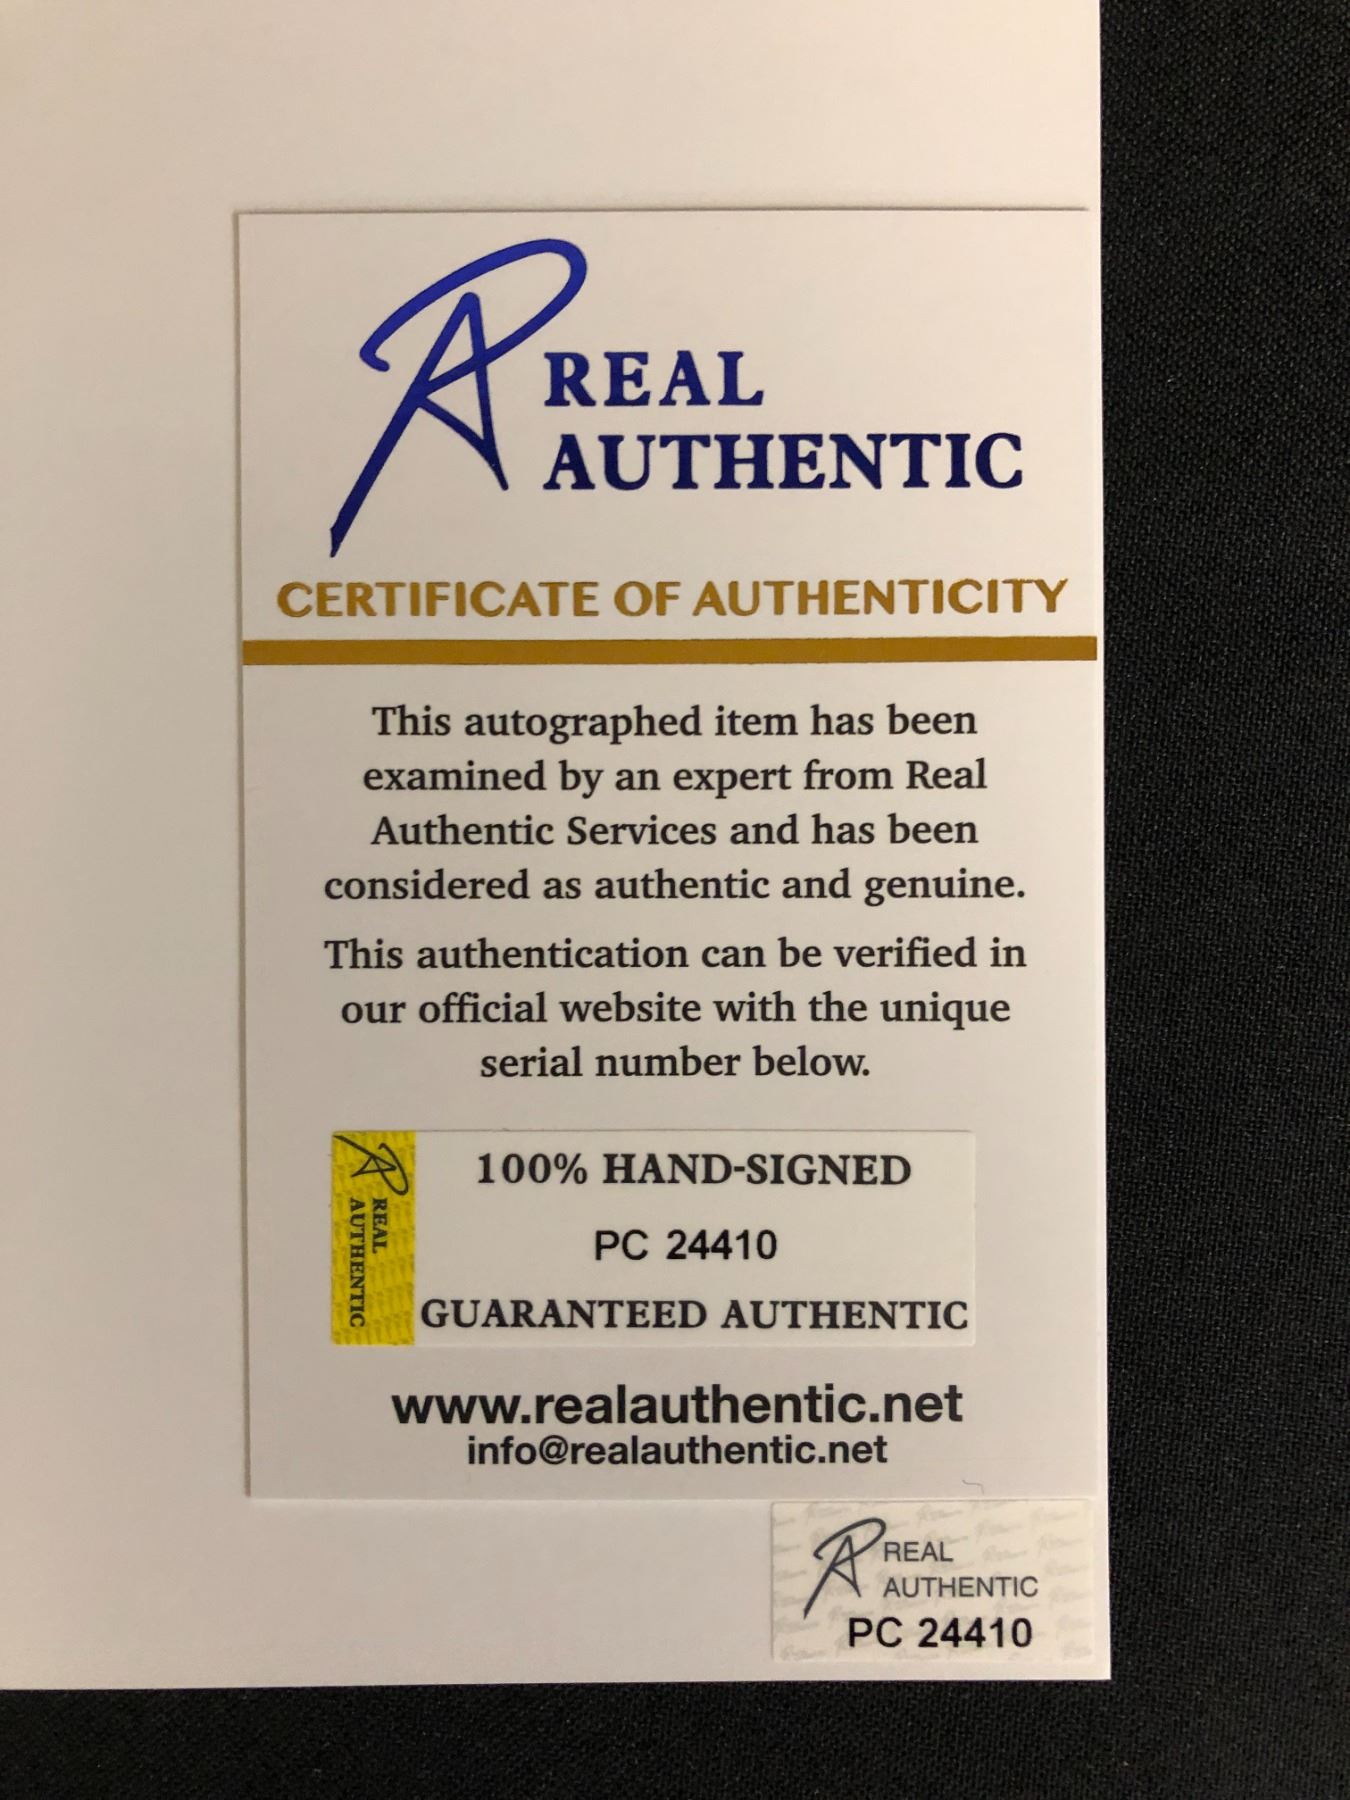 REAL
AUTHENTIC
CERTIFICATE OF AUTHENTICITY
This autographed item has been
examined by an expert from Real
Authentic Services and has been
considered as authentic and genuine.
This authentication can be verified in
our official website with the unique
serial number below.
REAL
AUTHENTIC
100% HAND-SIGNED
PC 24410
GUARANTEED AUTHENTIC
www.realauthentic.net
info@realauthentic.net
REAL
AUTHENTIC
PC 24410